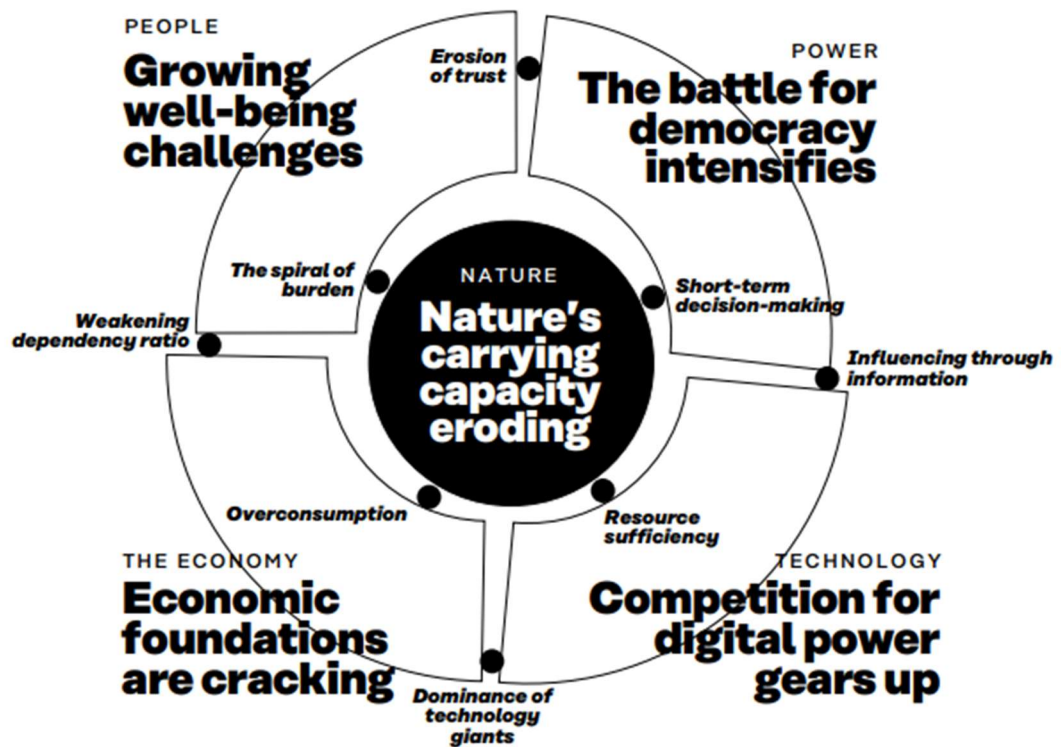 PEOPLE
Growing
well-being
challenges
Erosion
of trust
POWER
The battle for
democracy
intensifies
The spiral of
burden
NATURE
Nature's
carrying
capacity
eroding
Short-term
decision-making
Weakening
dependency ratio
Influencing through
information
Overconsumption
Resource
sufficiency
THE ECONOMY
Economic
foundations
are cracking
TECHNOLOGY
Competition for
digital power
gears up
Dominance of
technology
giants